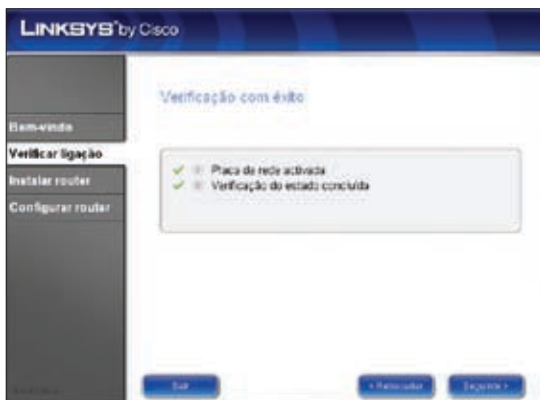 LINKSYS® by Cisco
Verificação com êxito
Bem-vindo
Verificar ligação
Instalar router
Configurar router
Placa de rede activada
Verificação do estado concluída
Sair
Seguinte >